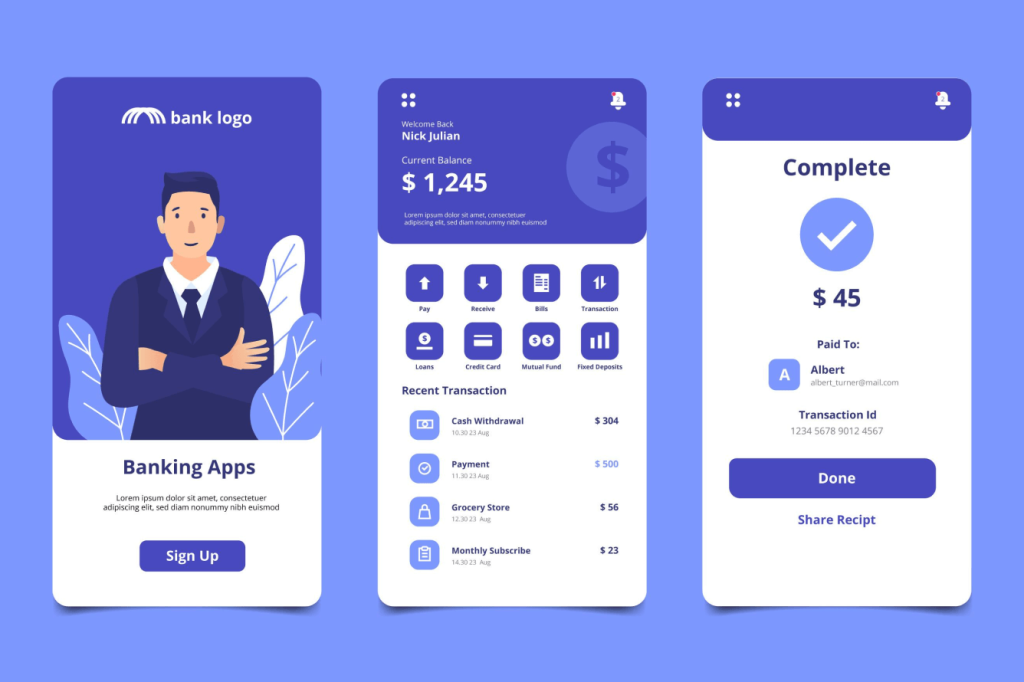 bank logo
Banking Apps
Lorem ipsum dolor sit amet, consectetuer
adipiscing elit, sed diam nonummy nibh euismod
Sign Up
Welcome Back
Nick Julian
Current Balance
$ 1,245
Lorem ipsum dolor sit amet, consectetuer
adipiscing elit, sed diam nonummy nibh euismod
$
Pay
Receive
Bills
Transaction
Loans
Credit Card
Mutual Fund
Fixed Deposits
Recent Transaction
Cash Withdrawal
$ 304
10.30 23 Aug
Payment
$ 500
11.30 23 Aug
Grocery Store
$ 56
12.30 23 Aug
Monthly Subscribe
$ 23
14.30 23 Aug
Complete
$ 45
Paid To:
A
Albert
albert_turner@mail.com
Transaction Id
1234 5678 9012 4567
Done
Share Recipt